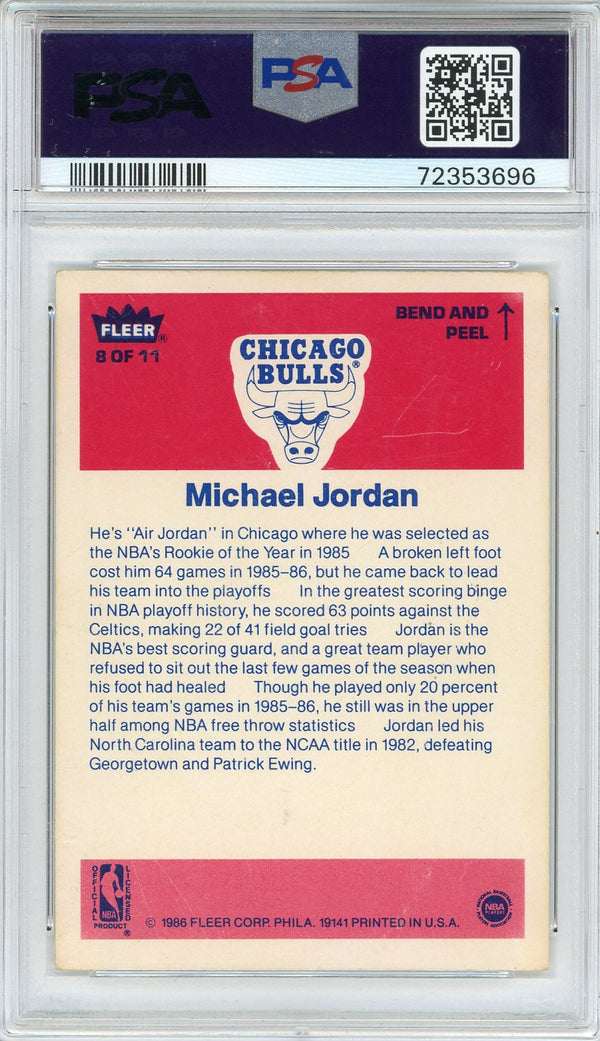 PSA
PSA
72353696
FLEER®
8 OF 11
BEND AND
PEEL
CHICAGO
BULLS®
Michael Jordan
He's "Air Jordan" in Chicago where he was selected as
the NBA's Rookie of the Year in 1985 A broken left foot
cost him 64 games in 1985–86, but he came back to lead
his team into the playoffs In the greatest scoring binge
in NBA playoff history, he scored 63 points against the
Celtics, making 22 of 41 field goal tries Jordan is the
NBA's best scoring guard, and a great team player who
refused to sit out the last few games of the season when
his foot had healed Though he played only 20 percent
of his team's games in 1985–86, he still was in the upper
half among NBA free throw statistics Jordan led his
North Carolina team to the NCAA title in 1982, defeating
Georgetown and Patrick Ewing.
OFFICIAL
LICENSED
NBA
PRODUCT ®
© 1986 FLEER CORP. PHILA. 19141 PRINTED IN U.S.A.
NATIONAL BASKETBALL
NBA
PLAYERS
PLAYERS ASSOCIATION